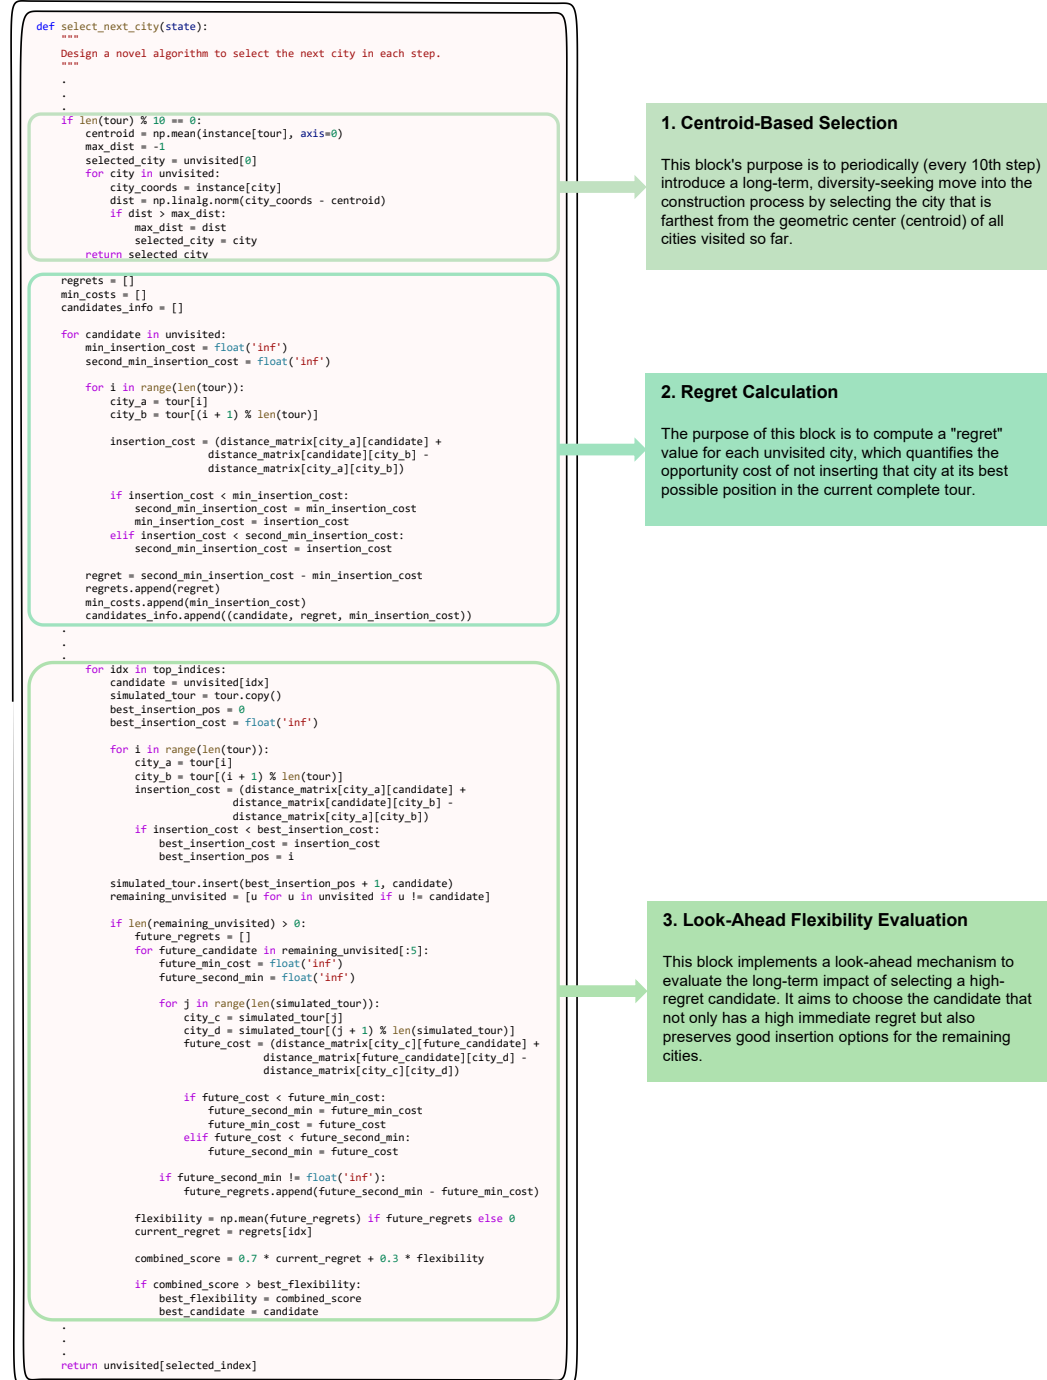 def select_next_city(state):
"""
Design a novel algorithm to select the next city in each step.
"""
.
.
.
if len(tour) % 10 == 0:
centroid = np.mean(instance[tour], axis=0)
max_dist = -1
selected_city = unvisited[0]
for city in unvisited:
city_coords = instance[city]
dist = np.linalg.norm(city_coords - centroid)
if dist > max_dist:
max_dist = dist
selected_city = city
return selected_city
1. Centroid-Based Selection
This block's purpose is to periodically (every 10th step)
introduce a long-term, diversity-seeking move into the
construction process by selecting the city that is
farthest from the geometric center (centroid) of all
cities visited so far.
regrets = []
min_costs = []
candidates_info = []
for candidate in unvisited:
min_insertion_cost = float('inf')
second_min_insertion_cost = float('inf')
for i in range(len(tour)):
city_a = tour[i]
city_b = tour[(i + 1) % len(tour)]
insertion_cost = (distance_matrix[city_a][candidate] +
distance_matrix[candidate][city_b] -
distance_matrix[city_a][city_b])
if insertion_cost < min_insertion_cost:
second_min_insertion_cost = min_insertion_cost
min_insertion_cost = insertion_cost
elif insertion_cost < second_min_insertion_cost:
second_min_insertion_cost = insertion_cost
regret = second_min_insertion_cost - min_insertion_cost
regrets.append(regret)
min_costs.append(min_insertion_cost)
candidates_info.append((candidate, regret, min_insertion_cost))
2. Regret Calculation
The purpose of this block is to compute a "regret"
value for each unvisited city, which quantifies the
opportunity cost of not inserting that city at its best
possible position in the current complete tour.
.
.
.
for idx in top_indices:
candidate = unvisited[idx]
simulated_tour = tour.copy()
best_insertion_pos = 0
best_insertion_cost = float('inf')
for i in range(len(tour)):
city_a = tour[i]
city_b = tour[(i + 1) % len(tour)]
insertion_cost = (distance_matrix[city_a][candidate] +
distance_matrix[candidate][city_b] -
distance_matrix[city_a][city_b])
if insertion_cost < best_insertion_cost:
best_insertion_cost = insertion_cost
best_insertion_pos = i
simulated_tour.insert(best_insertion_pos + 1, candidate)
remaining_unvisited = [u for u in unvisited if u != candidate]
if len(remaining_unvisited) > 0:
future_regrets = []
for future_candidate in remaining_unvisited[:5]:
future_min_cost = float('inf')
future_second_min = float('inf')
for j in range(len(simulated_tour)):
city_c = simulated_tour[j]
city_d = simulated_tour[(j + 1) % len(simulated_tour)]
future_cost = (distance_matrix[city_c][future_candidate] +
distance_matrix[future_candidate][city_d] -
distance_matrix[city_c][city_d])
if future_cost < future_min_cost:
future_second_min = future_min_cost
future_min_cost = future_cost
elif future_cost < future_second_min:
future_second_min = future_cost
if future_second_min != float('inf'):
future_regrets.append(future_second_min - future_min_cost)
flexibility = np.mean(future_regrets) if future_regrets else 0
current_regret = regrets[idx]
combined_score = 0.7 * current_regret + 0.3 * flexibility
if combined_score > best_flexibility:
best_flexibility = combined_score
best_candidate = candidate
3. Look-Ahead Flexibility Evaluation
This block implements a look-ahead mechanism to
evaluate the long-term impact of selecting a high-
regret candidate. It aims to choose the candidate that
not only has a high immediate regret but also
preserves good insertion options for the remaining
cities.
.
.
.
return unvisited[selected_index]